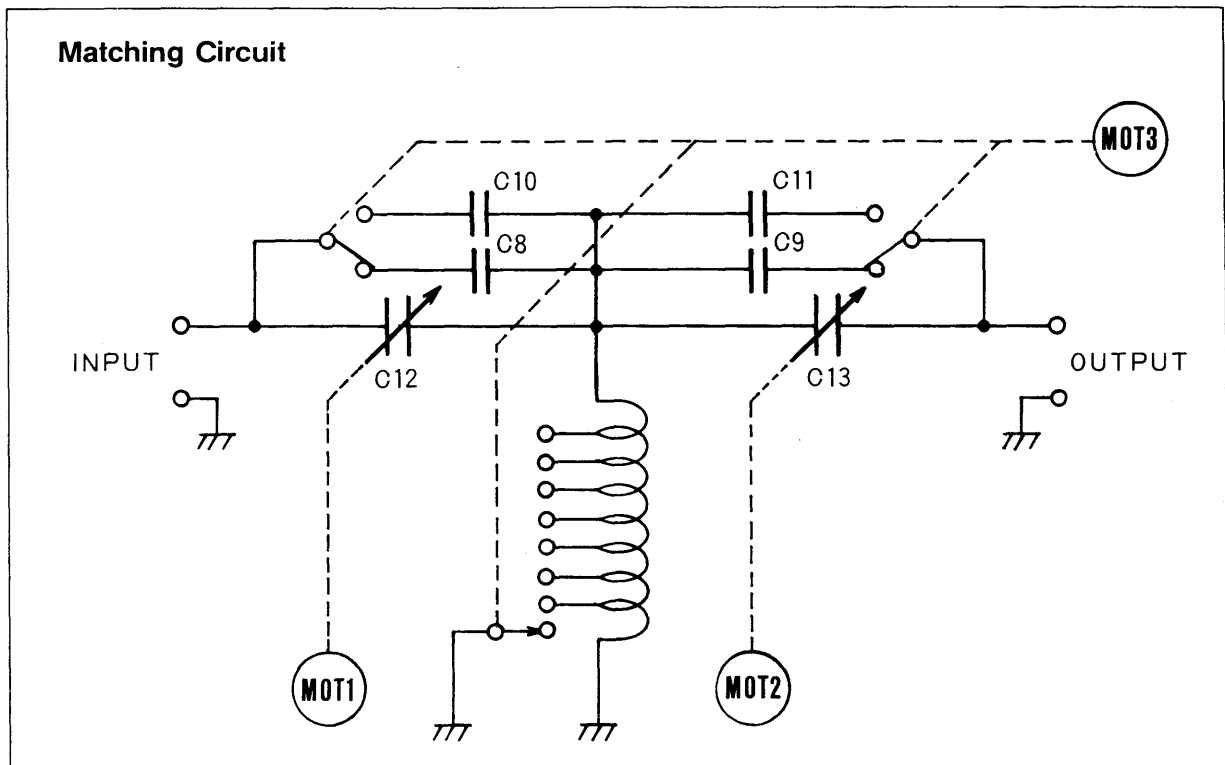 Matching Circuit
MOT3
C10
C11
C8
C9
INPUT
C12
C13
OUTPUT
MOT1
MOT2